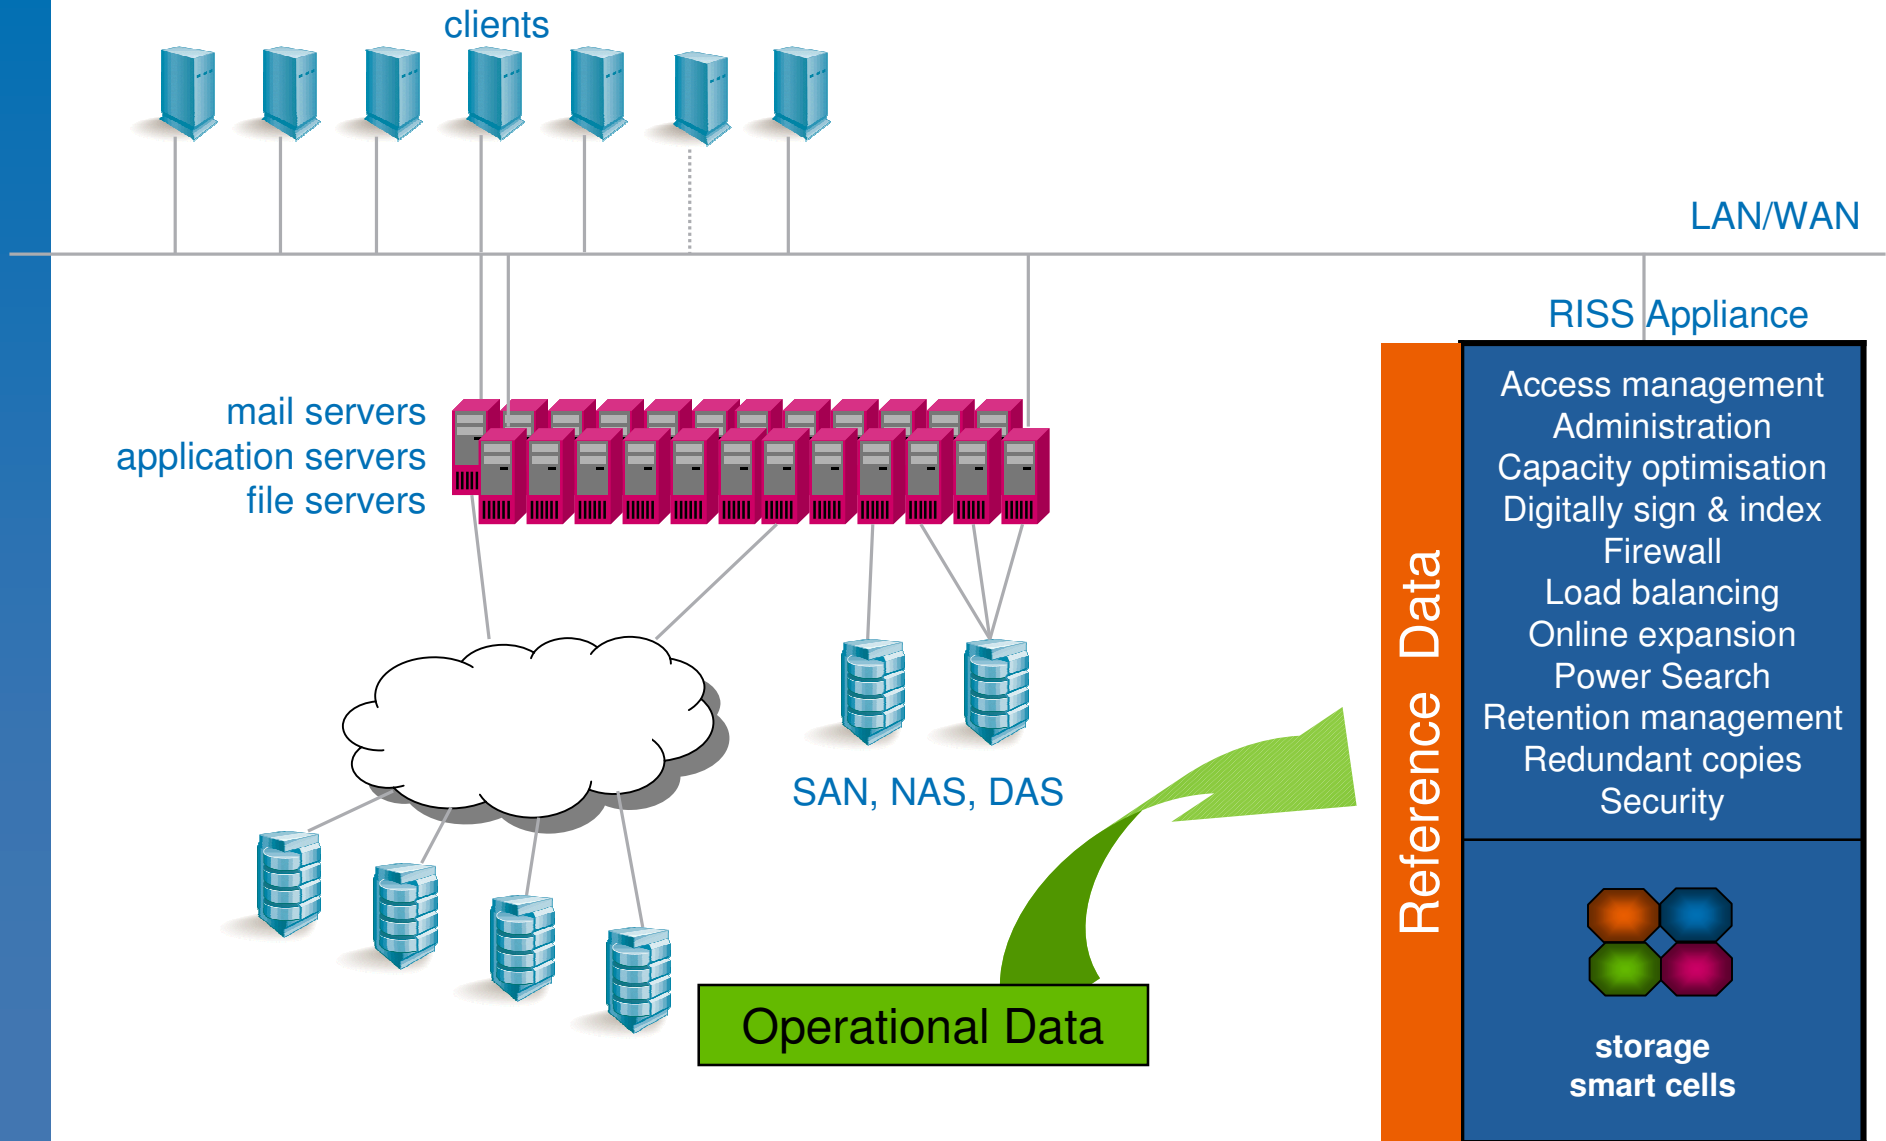 clients
LAN/WAN
RISS Appliance
mail servers
application servers
file servers
SAN, NAS, DAS
Operational Data
Reference Data
Access management
Administration
Capacity optimisation
Digitally sign & index
Firewall
Load balancing
Online expansion
Power Search
Retention management
Redundant copies
Security
storage
smart cells